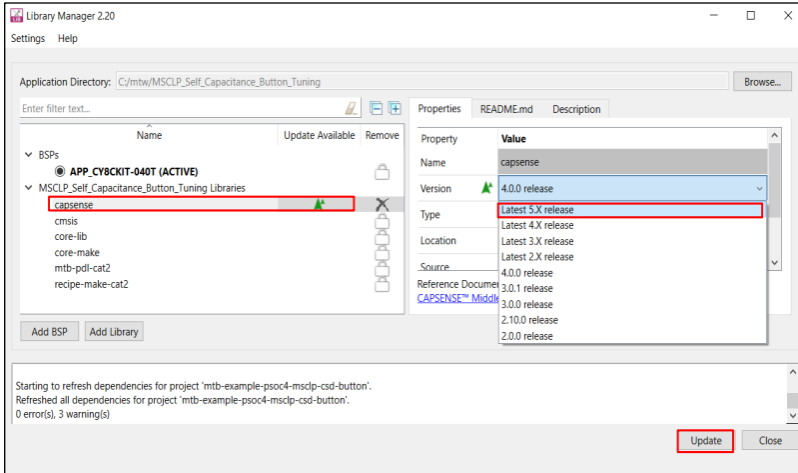 Library Manager 2.20
Settings Help
Application Directory: C:/mtw/MSCLP_Self_Capacitance_Button_Tuning Browse...
Enter filter text...
Name Update Available Remove
BSPs
APP_CY8CKIT-040T (ACTIVE)
MSCLP_Self_Capacitance_Button_Tuning Libraries
capsense
cmsis
core-lib
core-make
mtb-pdl-cat2
recipe-make-cat2
Add BSP Add Library
Properties README.md Description
Property Value
Name capsense
Version 4.0.0 release
Type
Location
Source
Latest 5.X release
Latest 4.X release
Latest 3.X release
Latest 2.X release
4.0.0 release
3.0.1 release
3.0.0 release
2.10.0 release
2.0.0 release
Reference
CAPSENSE™
Starting to refresh dependencies for project 'mtb-example-psoc4-msclp-csd-button'.
Refreshed all dependencies for project 'mtb-example-psoc4-msclp-csd-button'.
0 error(s), 3 warning(s)
Update Close